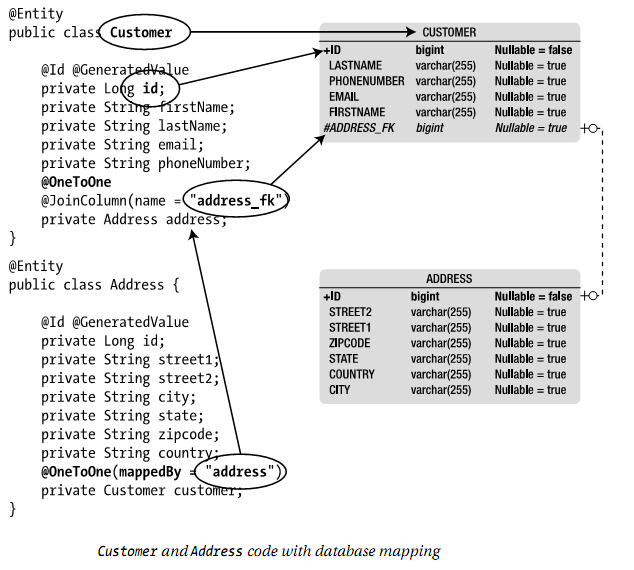 @Entity
public class Customer
@Id @GeneratedValue
private Long id;
private String firstName;
private String lastName;
private String email;
private String phoneNumber;
@OneToOne
@JoinColumn(name = "address_fk")
private Address address;
}
@Entity
public class Address {
@Id @GeneratedValue
private Long id;
private String street1;
private String street2;
private String city;
private String state;
private String zipcode;
private String country;
@OneToOne(mappedBy = "address")
private Customer customer;
}
CUSTOMER
+ID bigint Nullable = false
LASTNAME varchar(255) Nullable = true
PHONENUMBER varchar(255) Nullable = true
EMAIL varchar(255) Nullable = true
FIRSTNAME varchar(255) Nullable = true
#ADDRESS_FK bigint Nullable = true
ADDRESS
+ID bigint Nullable = false
STREET2 varchar(255) Nullable = true
STREET1 varchar(255) Nullable = true
ZIPCODE varchar(255) Nullable = true
STATE varchar(255) Nullable = true
COUNTRY varchar(255) Nullable = true
CITY varchar(255) Nullable = true
Customer and Address code with database mapping